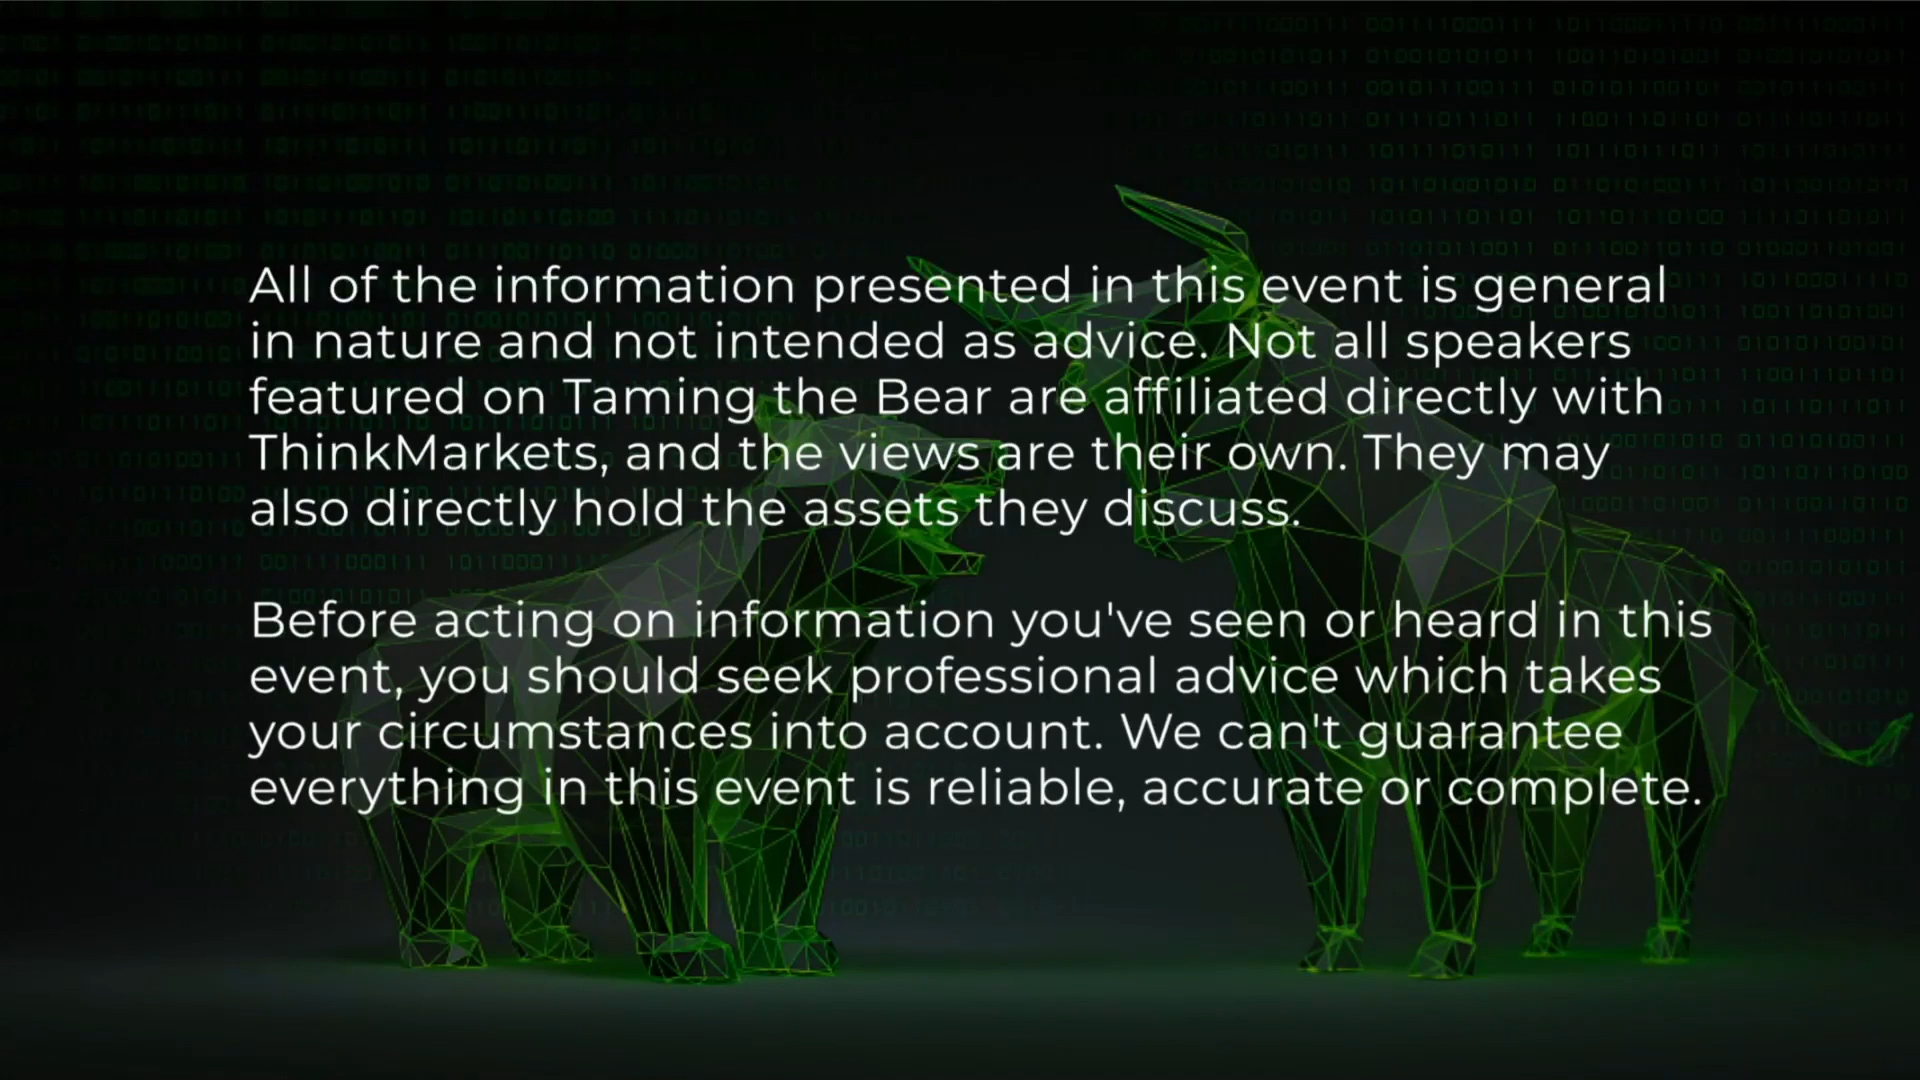 All of the information presented in this event is general
in nature and not intended as advice. Not all speakers
featured on Taming the Bear are affiliated directly with
ThinkMarkets, and the views are their own. They may
also directly hold the assets they discuss.
Before acting on information you've seen or heard in this
event, you should seek professional advice which takes
your circumstances into account. We can't guarantee
everything in this event is reliable, accurate or complete.